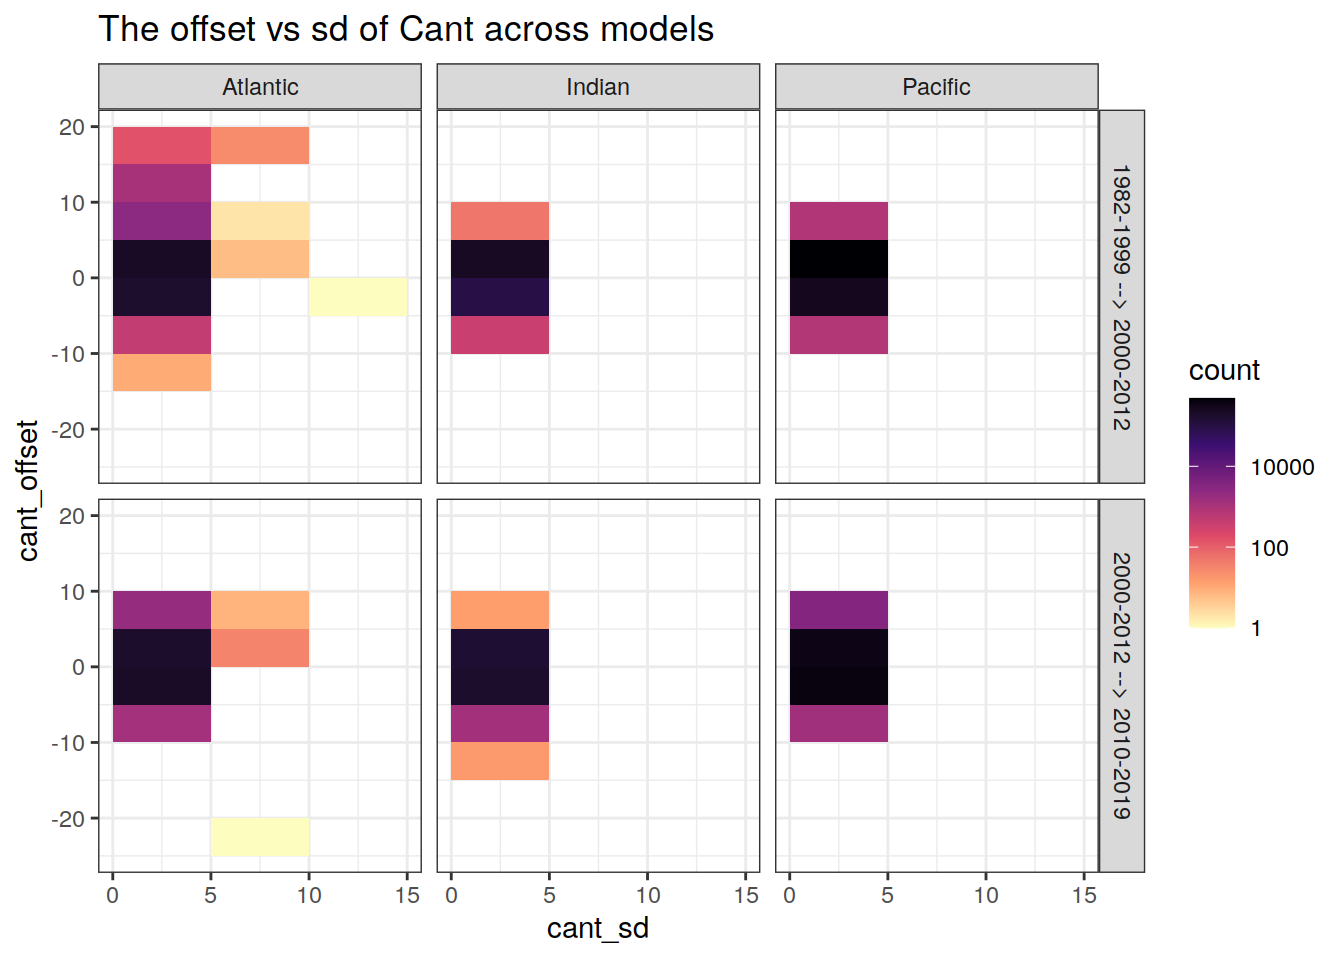 The offset vs sd of Cant across models
Atlantic
Indian
Pacific
20
10
0
-10
-20
1982-1999 --> 2000-2012
cant_offset
20
10
0
-10
-20
2000-2012 --> 2010-2019
0 5 10 15
0 5 10 15
0 5 10 15
cant_sd
count
10000
100
1